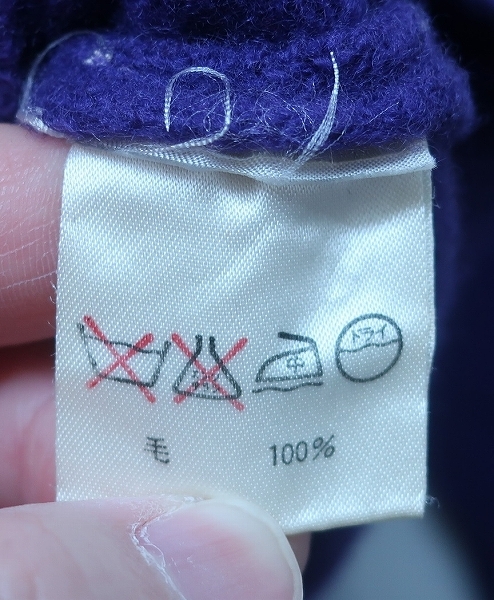 ドライ
中
毛 100%